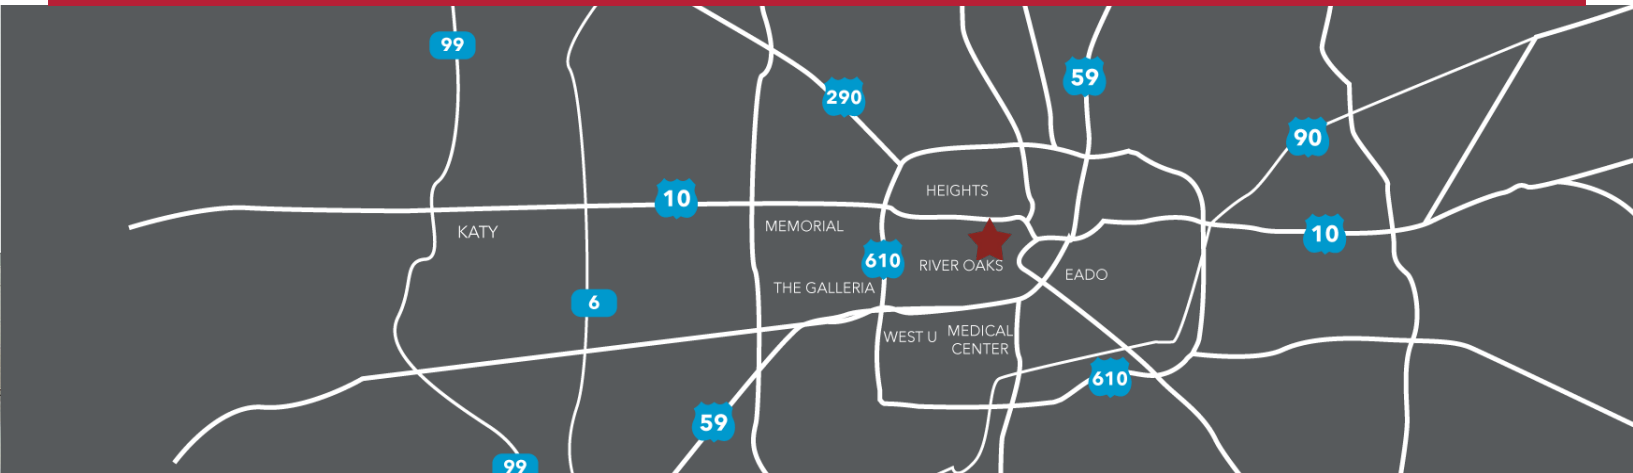 99
59
290
90
HEIGHTS
10
MEMORIAL
KATY
10
610
RIVER OAKS
EADO
THE GALLERIA
6
WEST U
MEDICAL
CENTER
610
59
99